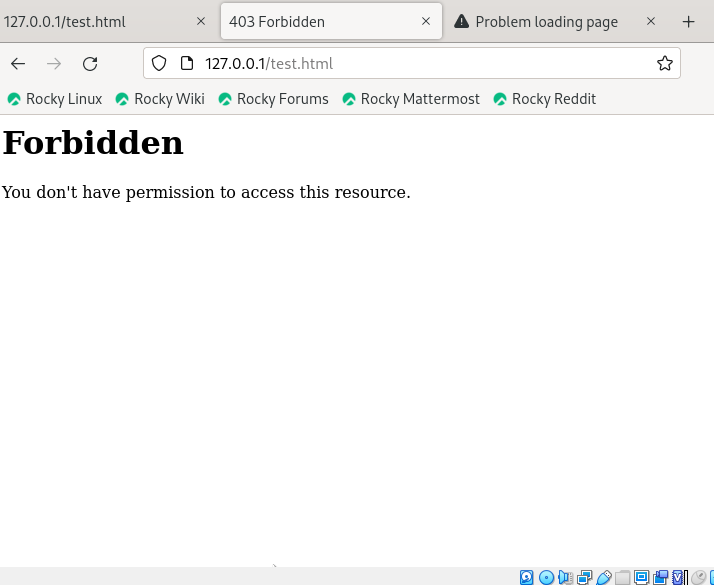 127.0.0.1/test.html
403 Forbidden
Problem loading page
127.0.0.1/test.html
Rocky Linux
Rocky Wiki
Rocky Forums
Rocky Mattermost
Rocky Reddit
Forbidden
You don't have permission to access this resource.